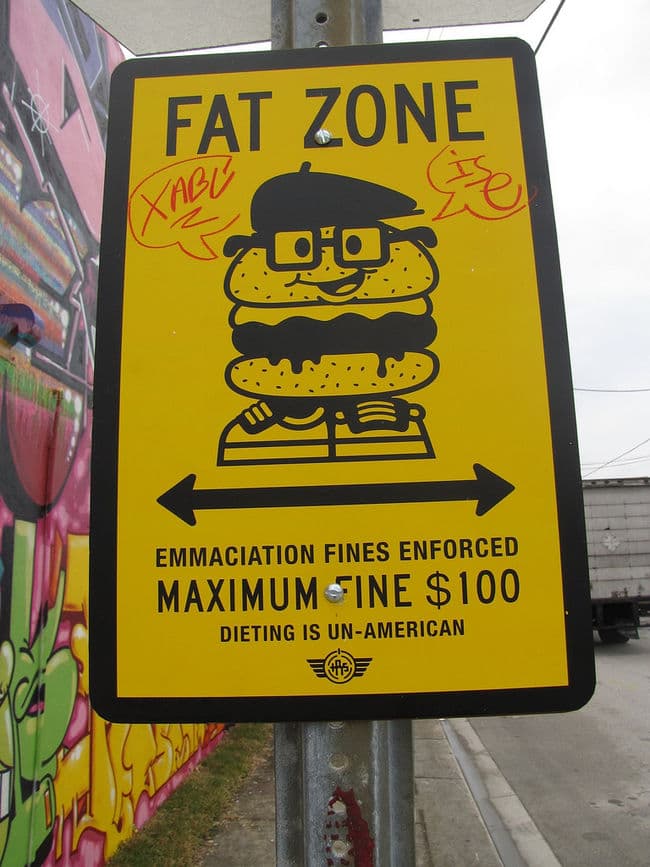 FAT ZONE
EMMACIATION FINES ENFORCED
MAXIMUM FINE $100
DIETING IS UN-AMERICAN